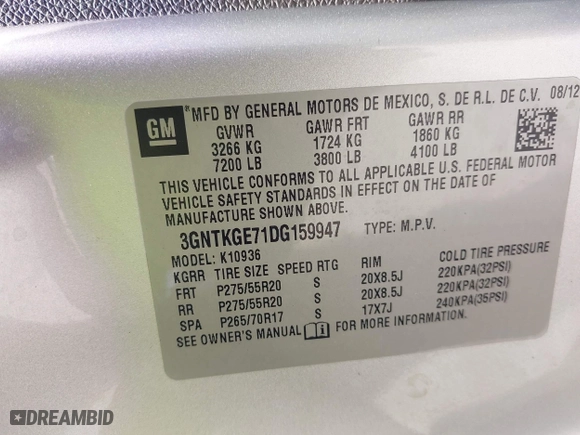 GM
MFD BY GENERAL MOTORS DE MEXICO, S. DE R.L. DE C.V. 08/12
GVWR GAWR FRT GAWR RR
3266 KG 1724 KG 1860 KG
7200 LB 3800 LB 4100 LB
THIS VEHICLE CONFORMS TO ALL APPLICABLE U.S. FEDERAL MOTOR
VEHICLE SAFETY STANDARDS IN EFFECT ON THE DATE OF
MANUFACTURE SHOWN ABOVE.
3GNTKGE71DG159947 TYPE: M.P.V.
MODEL: K10936
KGRR TIRE SIZE SPEED RTG RIM COLD TIRE PRESSURE
FRT P275/55R20 S 20X8.5J 220KPA(32PSI)
RR P275/55R20 S 20X8.5J 220KPA(32PSI)
SPA P265/70R17 S 17X7J 240KPA(35PSI)
SEE OWNER'S MANUAL FOR MORE INFORMATION.
DREAMBID